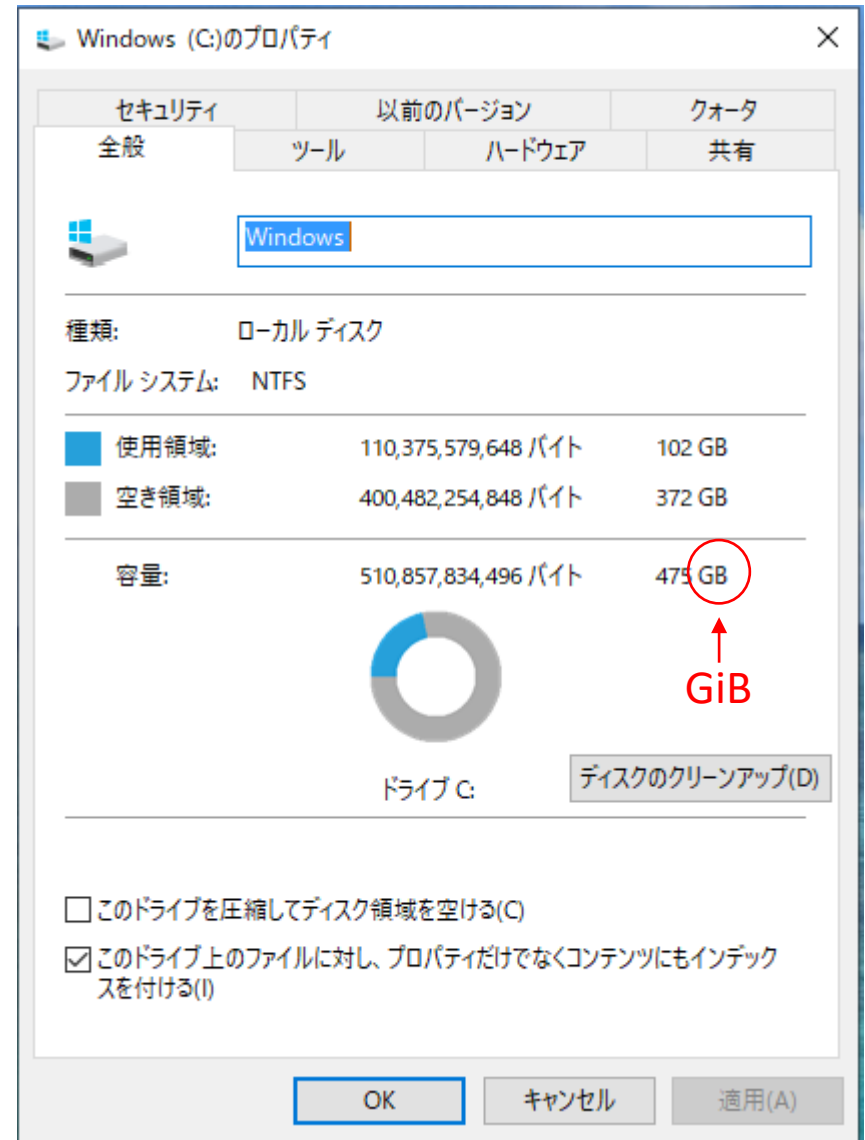 Windows (C:)のプロパティ
セキュリティ 以前のバージョン クォータ
全般 ツール ハードウェア 共有
Windows
種類: ローカル ディスク
ファイル システム: NTFS
使用領域: 110,375,579,648 バイト 102 GB
空き領域: 400,482,254,848 バイト 372 GB
容量: 510,857,834,496 バイト 475 GB
GiB
ドライブ C:
ディスクのクリーンアップ(D)
このドライブを圧縮してディスク領域を空ける(C)
このドライブ上のファイルに対し、プロパティだけでなくコンテンツにもインデック
スを付ける(I)
OK キャンセル 適用(A)